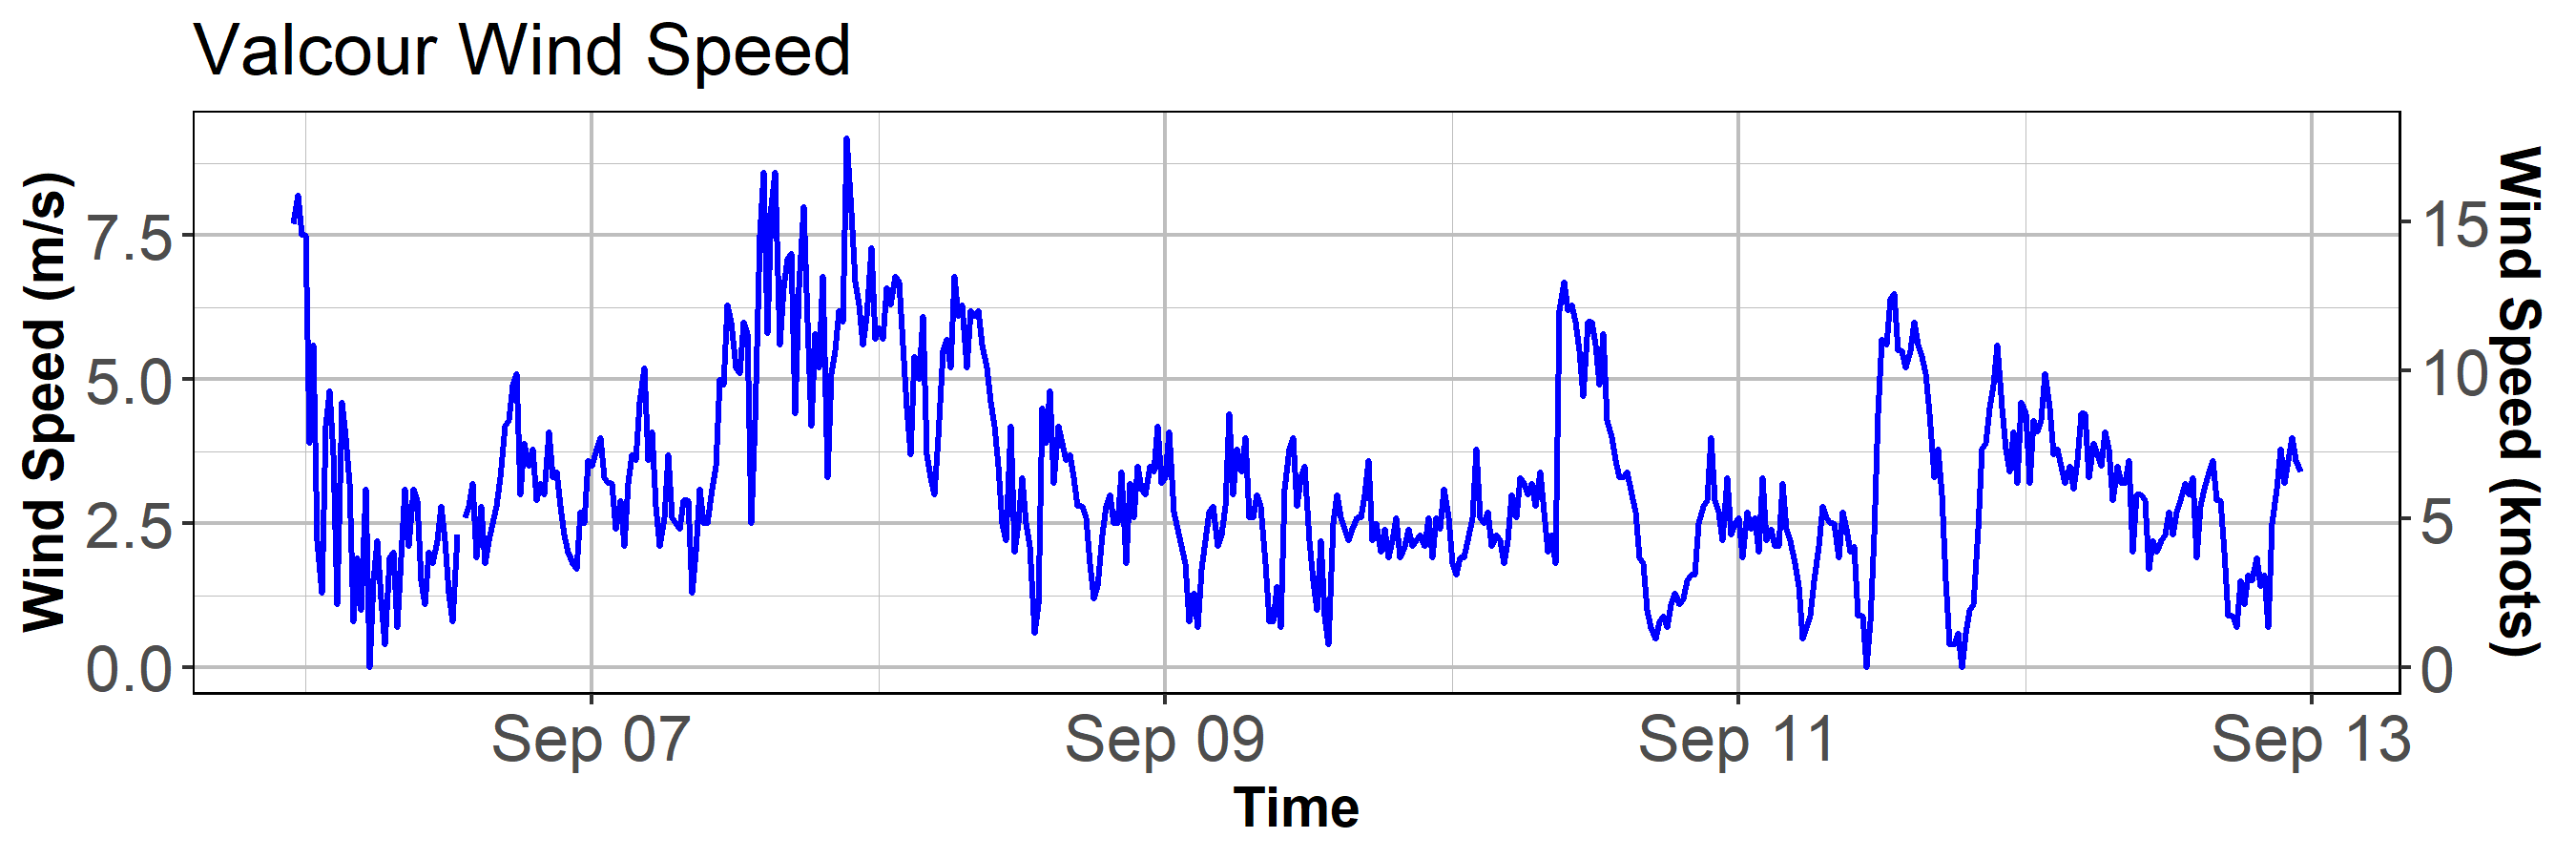 Valcour Wind Speed
Wind Speed (m/s)
7.5
5.0
2.5
0.0
15
10
5
0
Wind Speed (knots)
Sep 07 Sep 09 Sep 11 Sep 13
Time